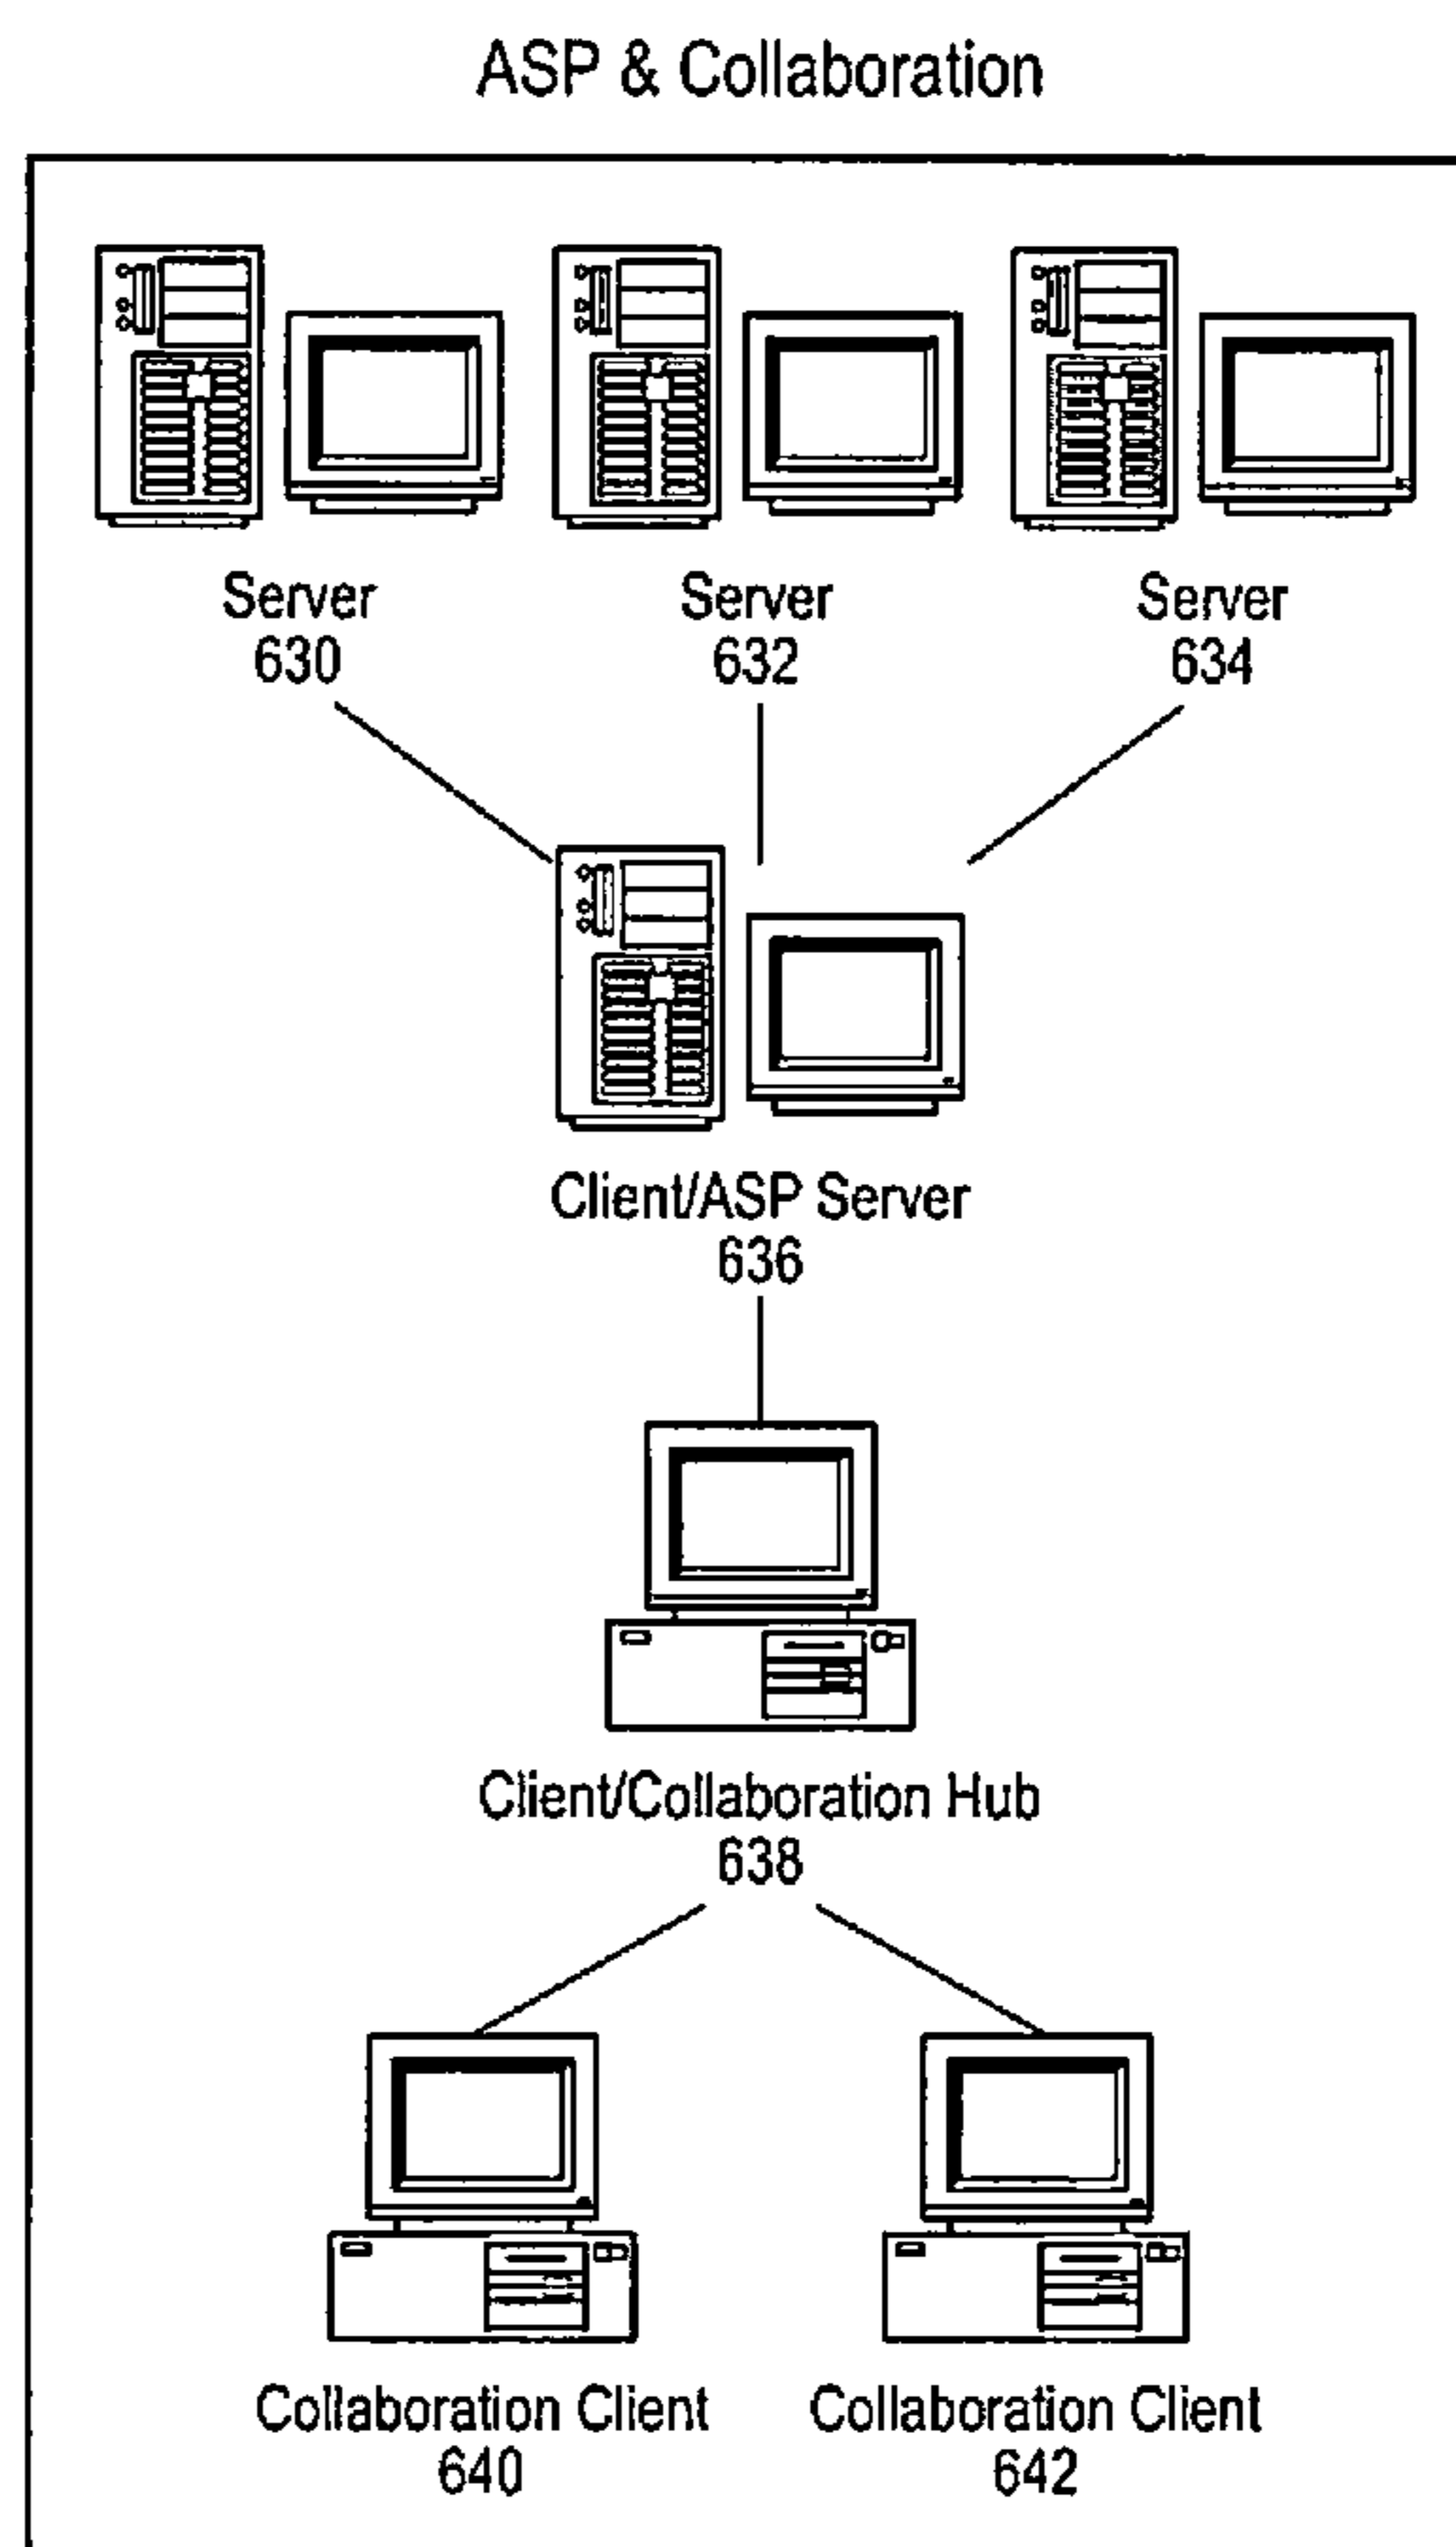 ASP & Collaboration
Server Server Server
630 632 634
Client/ASP Server
636
Client/Collaboration Hub
638
Collaboration Client Collaboration Client
640 642